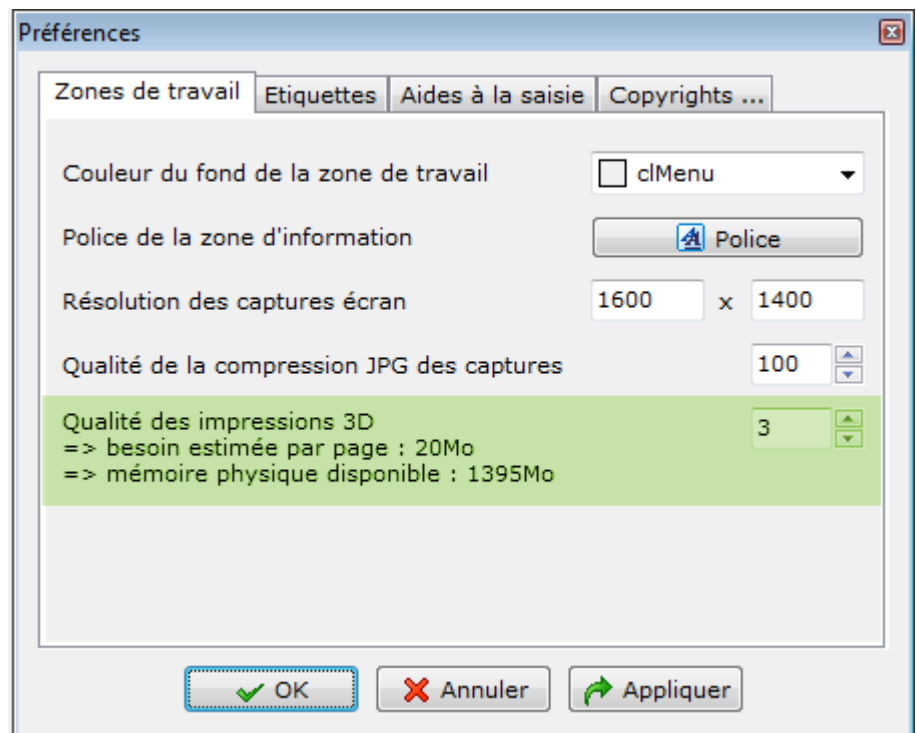 Préférences
Zones de travail Etiquettes Aides à la saisie Copyrights ...
Couleur du fond de la zone de travail clMenu
Police de la zone d'information Police
Résolution des captures écran 1600 x 1400
Qualité de la compression JPG des captures 100
Qualité des impressions 3D 3
=> besoin estimée par page : 20Mo
=> mémoire physique disponible : 1395Mo
OK Annuler Appliquer